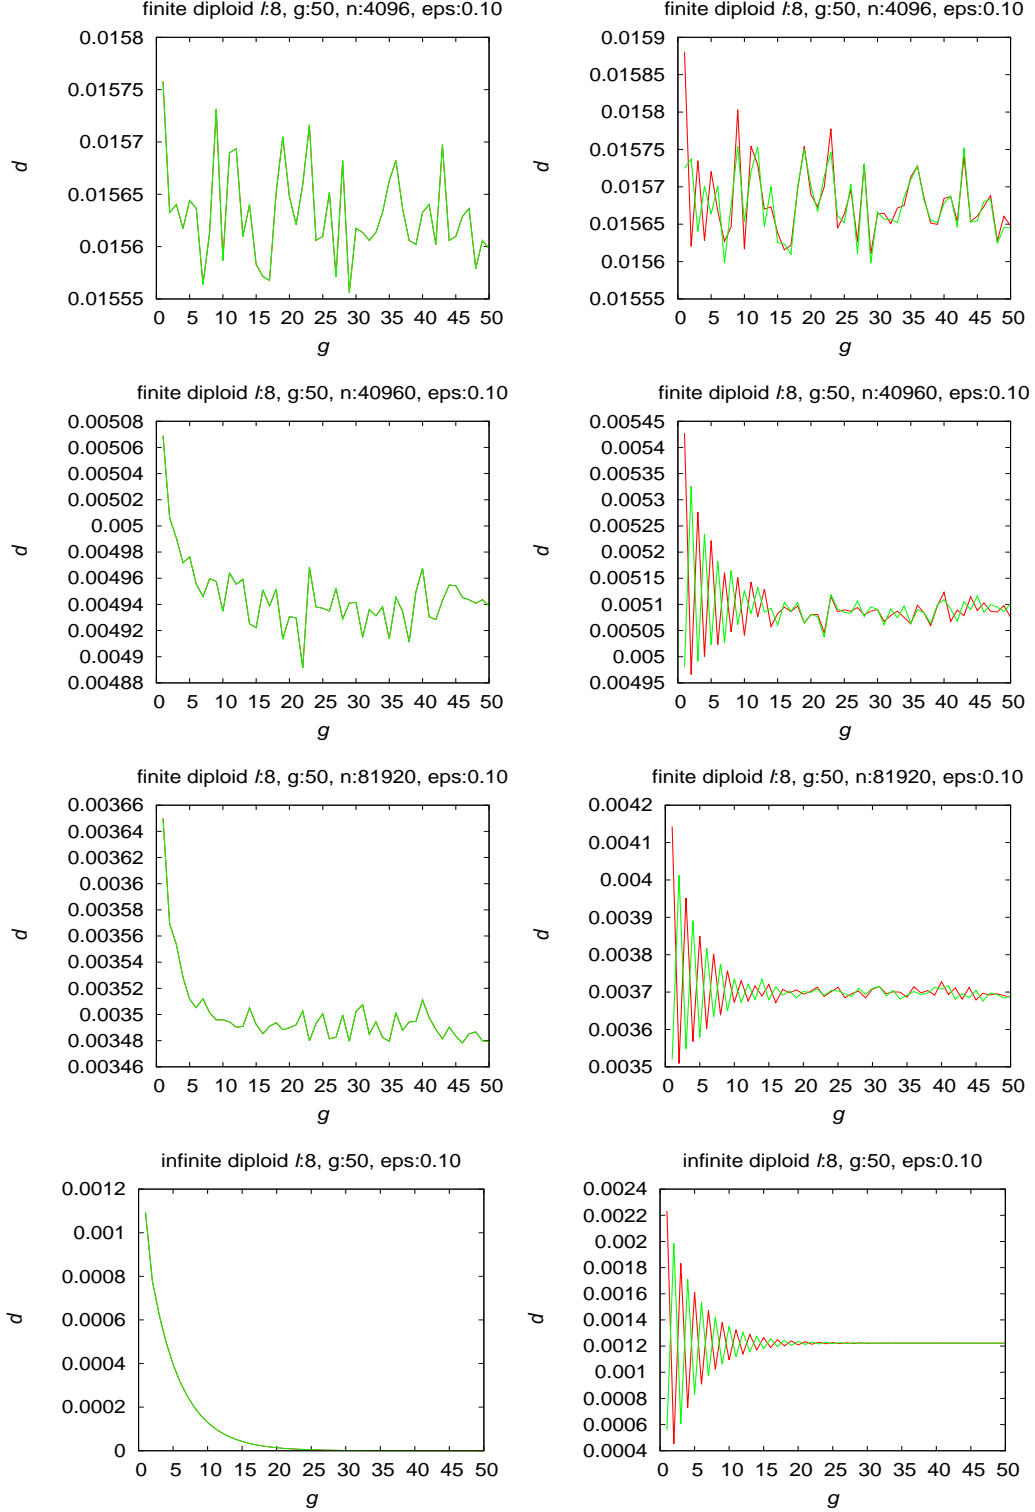 finite diploid l:8, g:50, n:4096, eps:0.10
0.0158
0.01575
0.0157
0.01565
0.0156
0.01555
d
0 5 10 15 20 25 30 35 40 45 50
g
finite diploid l:8, g:50, n:4096, eps:0.10
0.0159
0.01585
0.0158
0.01575
0.0157
0.01565
0.0156
0.01555
d
0 5 10 15 20 25 30 35 40 45 50
g
finite diploid l:8, g:50, n:40960, eps:0.10
0.00508
0.00506
0.00504
0.00502
0.005
0.00498
0.00496
0.00494
0.00492
0.0049
0.00488
d
0 5 10 15 20 25 30 35 40 45 50
g
finite diploid l:8, g:50, n:40960, eps:0.10
0.00545
0.0054
0.00535
0.0053
0.00525
0.0052
0.00515
0.0051
0.00505
0.005
0.00495
d
0 5 10 15 20 25 30 35 40 45 50
g
finite diploid l:8, g:50, n:81920, eps:0.10
0.00366
0.00364
0.00362
0.0036
0.00358
0.00356
0.00354
0.00352
0.0035
0.00348
0.00346
d
0 5 10 15 20 25 30 35 40 45 50
g
finite diploid l:8, g:50, n:81920, eps:0.10
0.0042
0.0041
0.004
0.0039
0.0038
0.0037
0.0036
0.0035
d
0 5 10 15 20 25 30 35 40 45 50
g
infinite diploid l:8, g:50, eps:0.10
0.0012
0.001
0.0008
0.0006
0.0004
0.0002
0
d
0 5 10 15 20 25 30 35 40 45 50
g
infinite diploid l:8, g:50, eps:0.10
0.0024
0.0022
0.002
0.0018
0.0016
0.0014
0.0012
0.001
0.0008
0.0006
0.0004
d
0 5 10 15 20 25 30 35 40 45 50
g